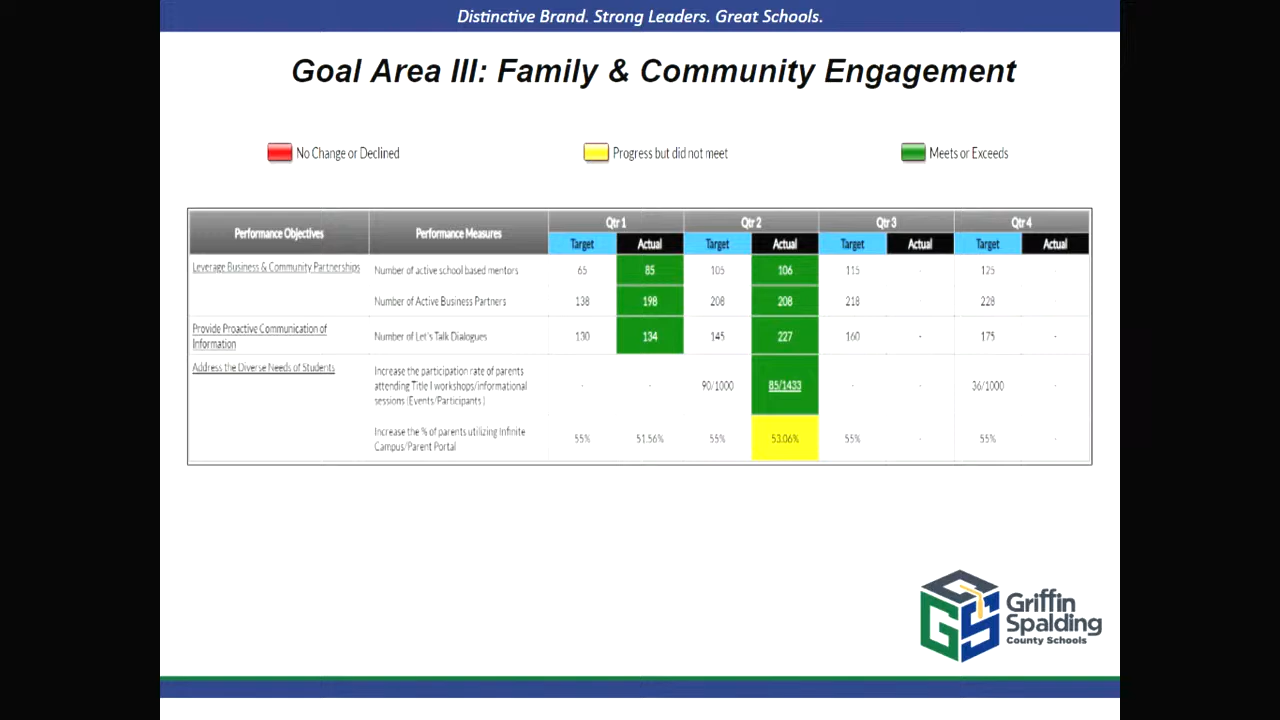 Distinctive Brand. Strong Leaders. Great Schools.
Goal Area III: Family & Community Engagement
No Change or Declined
Progress but did not meet
Meets or Exceeds
Performance Objectives Performance Measures Qtr 1 Qtr 2 Qtr 3 Qtr 4
Target Actual Target Actual Target Actual Target Actual
Leverage Business & Community Partnerships Number of active school based mentors 65 85 105 106 115 - 125 -
Number of Active Business Partners 138 198 208 208 218 - 228 -
Provide Proactive Communication of
Information
Number of Let's Talk Dialogues 130 134 145 227 160 - 175 -
Address the Diverse Needs of Students
Increase the participation rate of parents
attending Title I workshops/informational
sessions (Events/Participants)
- - 90/1000 85/1433 - - 36/1000 -
Increase the % of parents utilizing Infinite
Campus/Parent Portal
55% 51.56% 55% 53.06% 55% - 55% -
GCS
Griffin
Spalding
County Schools